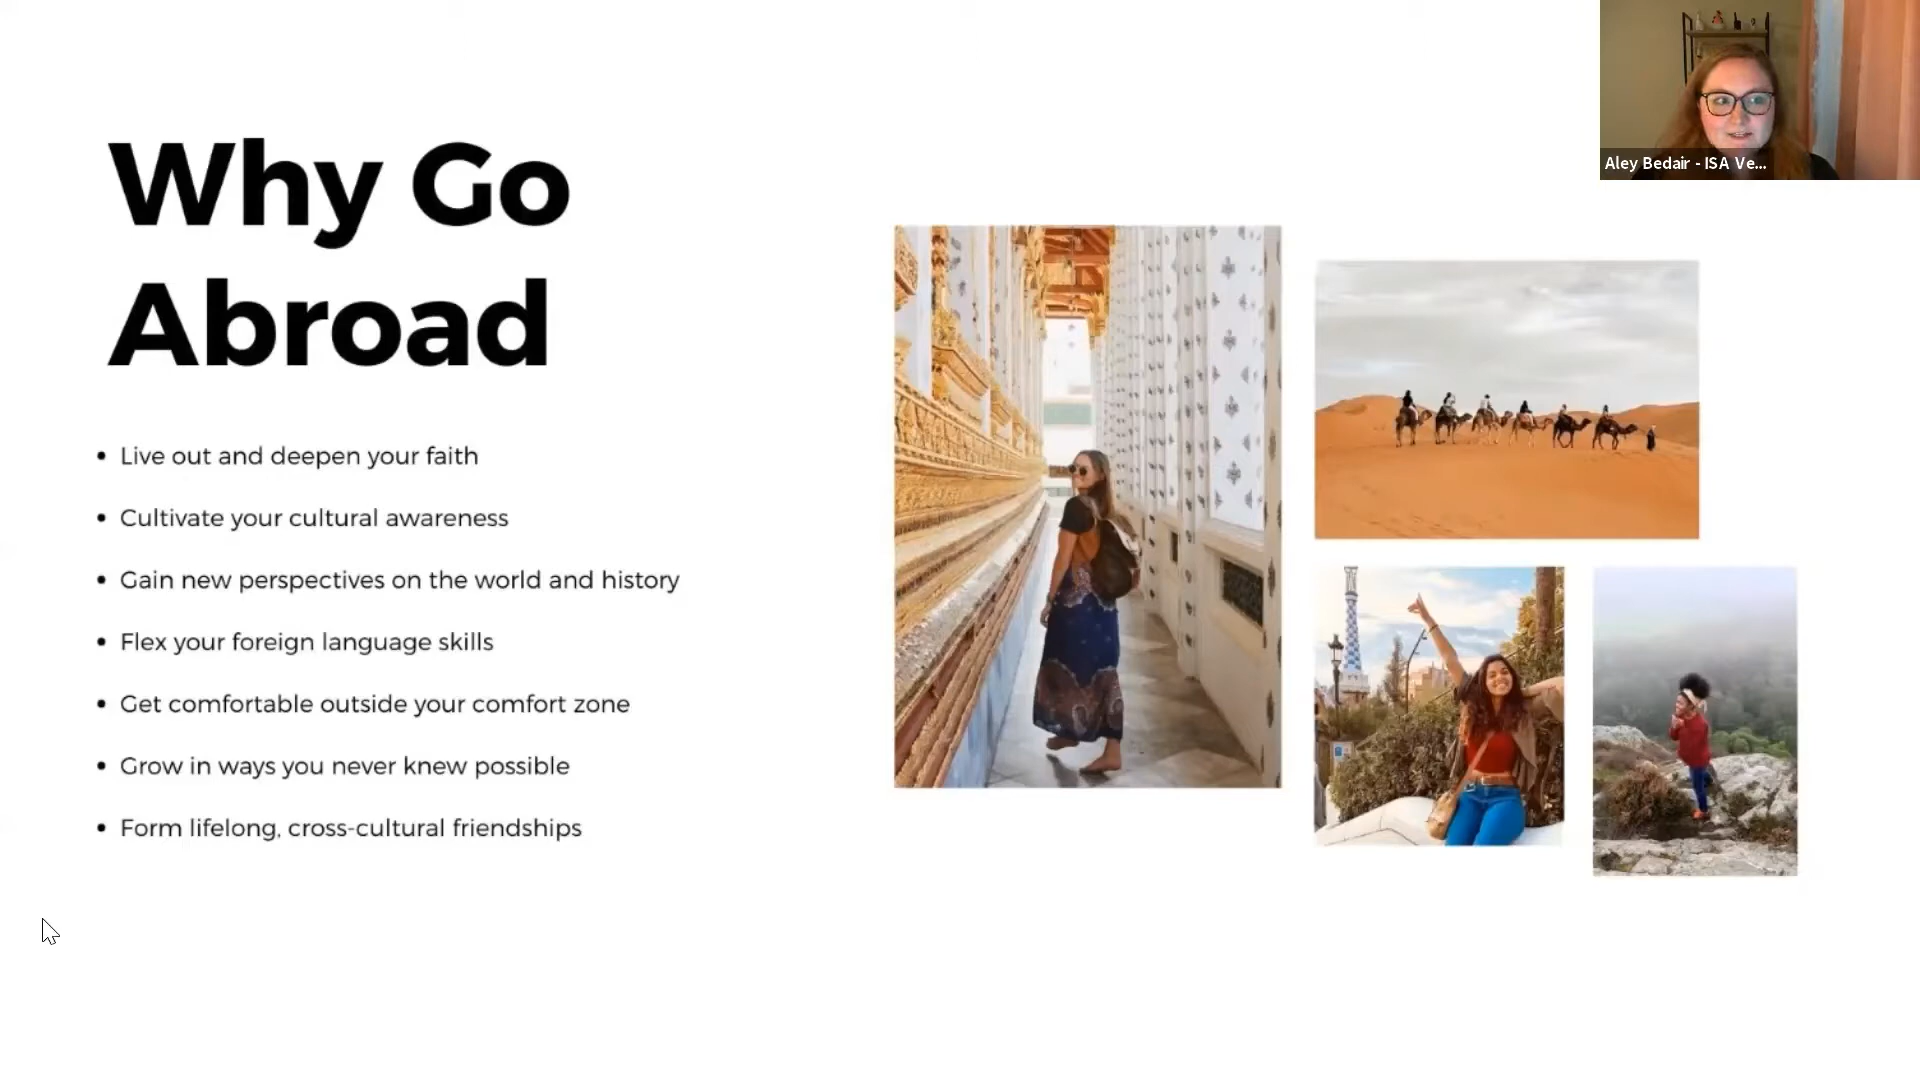 Why Go
Abroad
• Live out and deepen your faith
• Cultivate your cultural awareness
• Gain new perspectives on the world and history
• Flex your foreign language skills
• Get comfortable outside your comfort zone
• Grow in ways you never knew possible
• Form lifelong, cross-cultural friendships
Aley Bedair - ISA Ve...